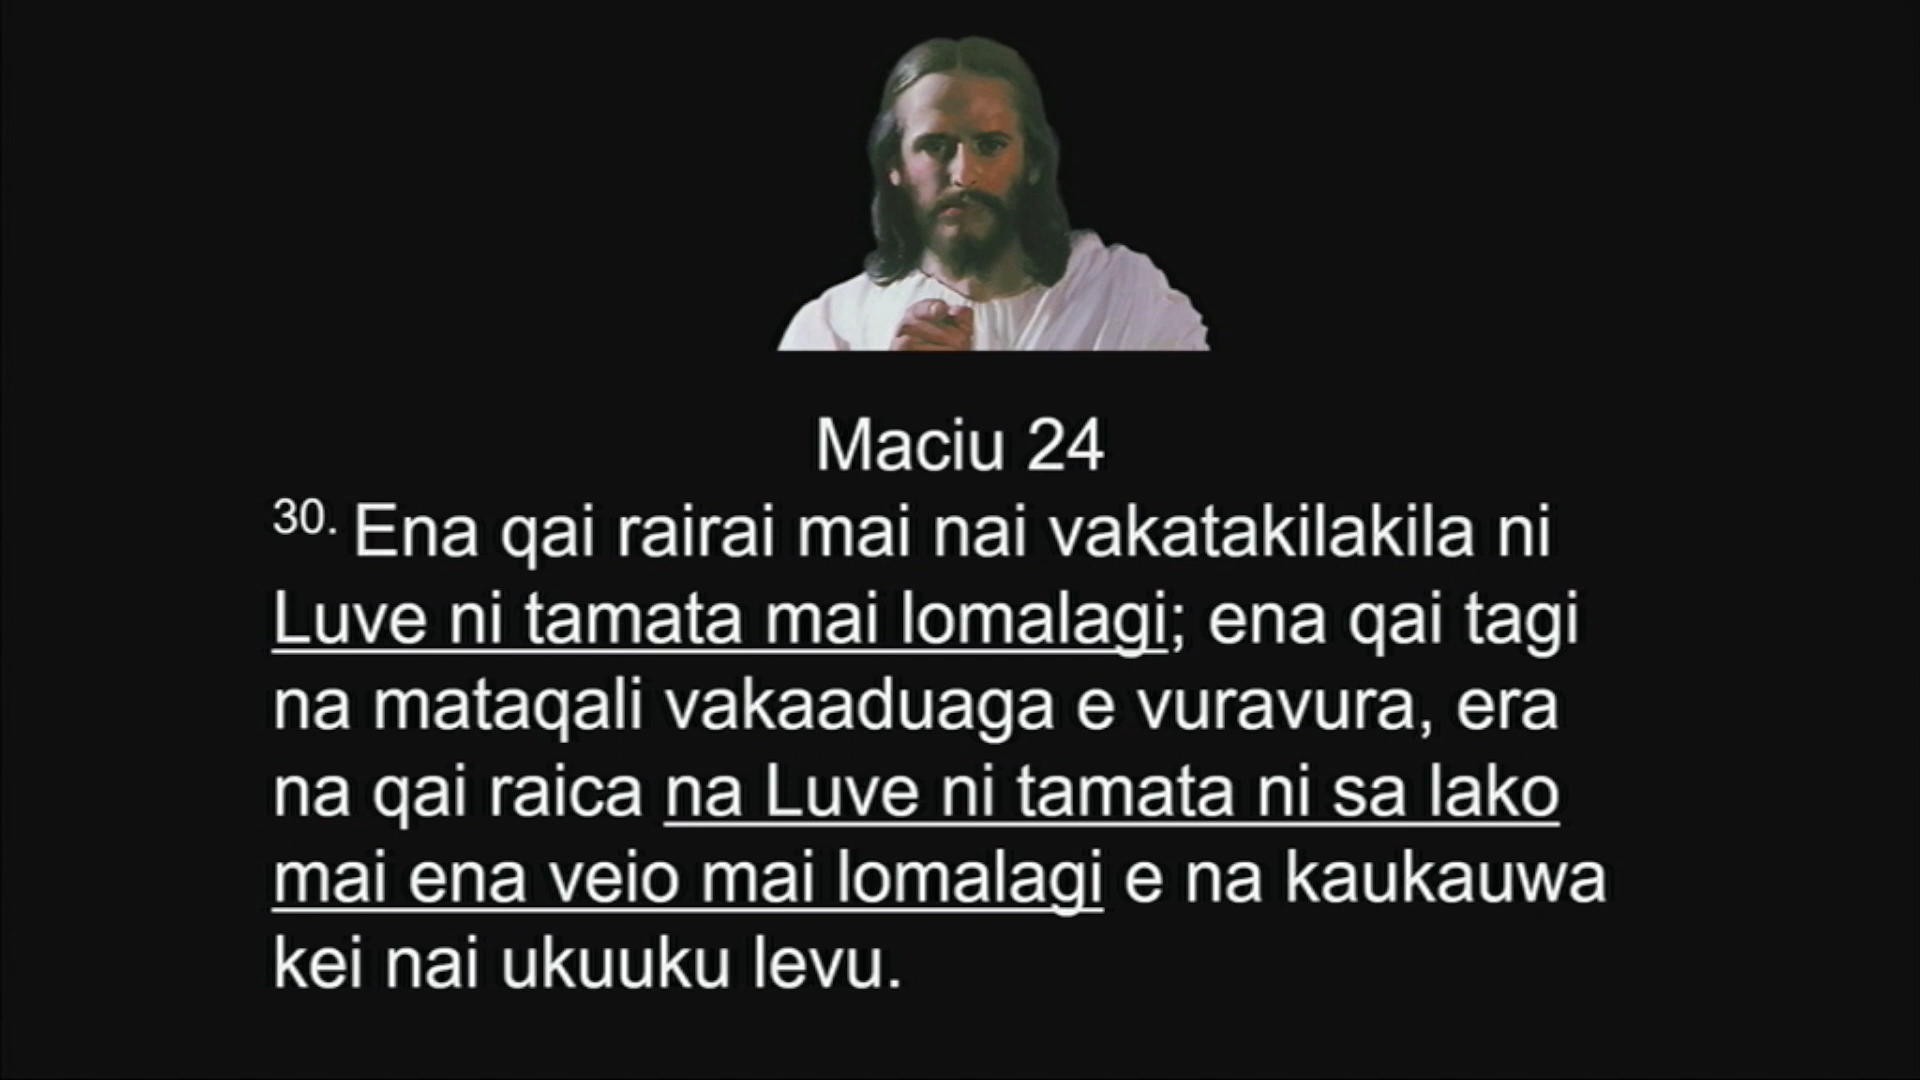 Maciu 24
30. Ena qai rairai mai nai vakatakilakila ni
Luve ni tamata mai lomalagi; ena qai tagi
na mataqali vakaaduaga e vuravura, era
na qai raica na Luve ni tamata ni sa lako
mai ena veio mai lomalagi e na kaukauwa
kei nai ukuuku levu.